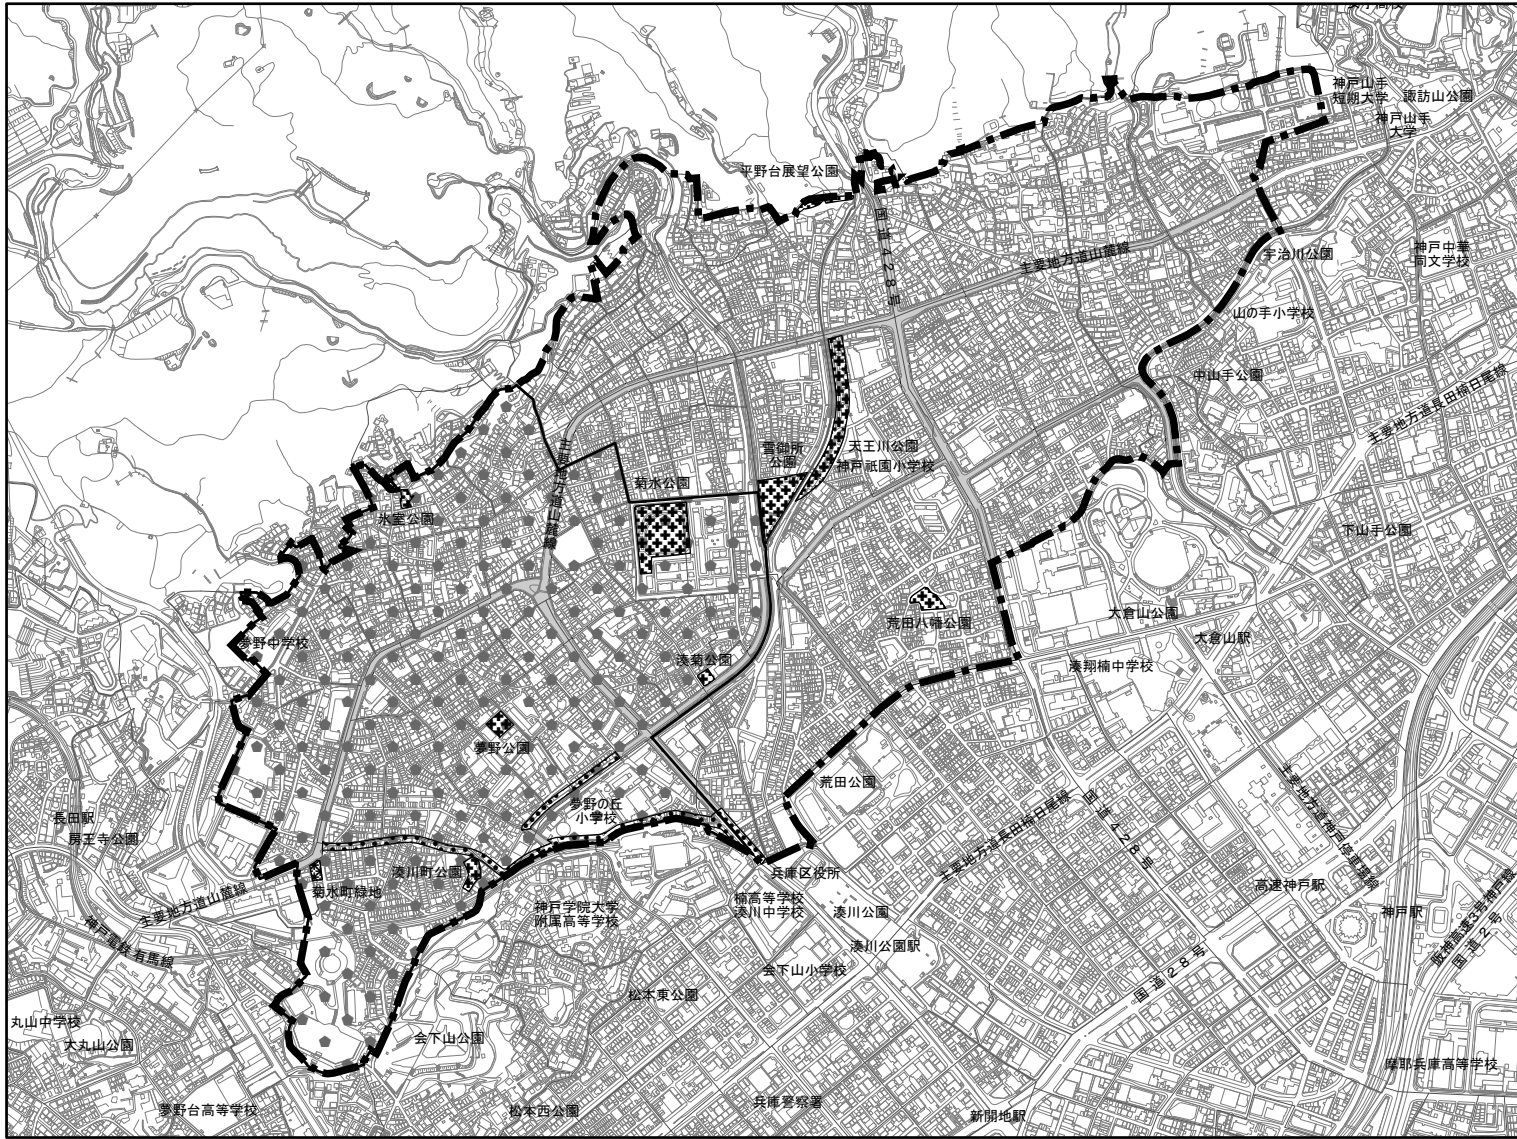 神戸山手
短期大学
諏訪山公園
神戸山手
大学
平野台展望公園
国道428号
主要地方道山麓線
宇治川公園
神戸中華
同文学校
山の手小学校
中山手公園
主要地方道長田楠日尾線
雪御所
公園
天王川公園
神戸祇園小学校
主要地方道山麓線
菊水公園
氷室公園
下山手公園
荒田八幡公園
大倉山公園
大倉山駅
夢野中学校
湊菊公園
湊翔楠中学校
夢野公園
荒田公園
夢野の丘
小学校
長田駅
房王寺公園
国道428号
主要地方道長田楠日尾線
主要地方道神戸停車場線
湊川町公園
菊水町緑地
兵庫区役所
高速神戸駅
主要地方道山麓線
神戸電鉄 有馬線
神戸学院大学
附属高等学校
楠高等学校
湊川中学校
湊川公園
神戸駅
阪神高速3号神戸線
国道2号
湊川公園駅
会下山小学校
国道28号
松本東公園
丸山中学校
大丸山公園
会下山公園
摩耶兵庫高等学校
夢野台高等学校
松本西公園
兵庫警察署
新開地駅